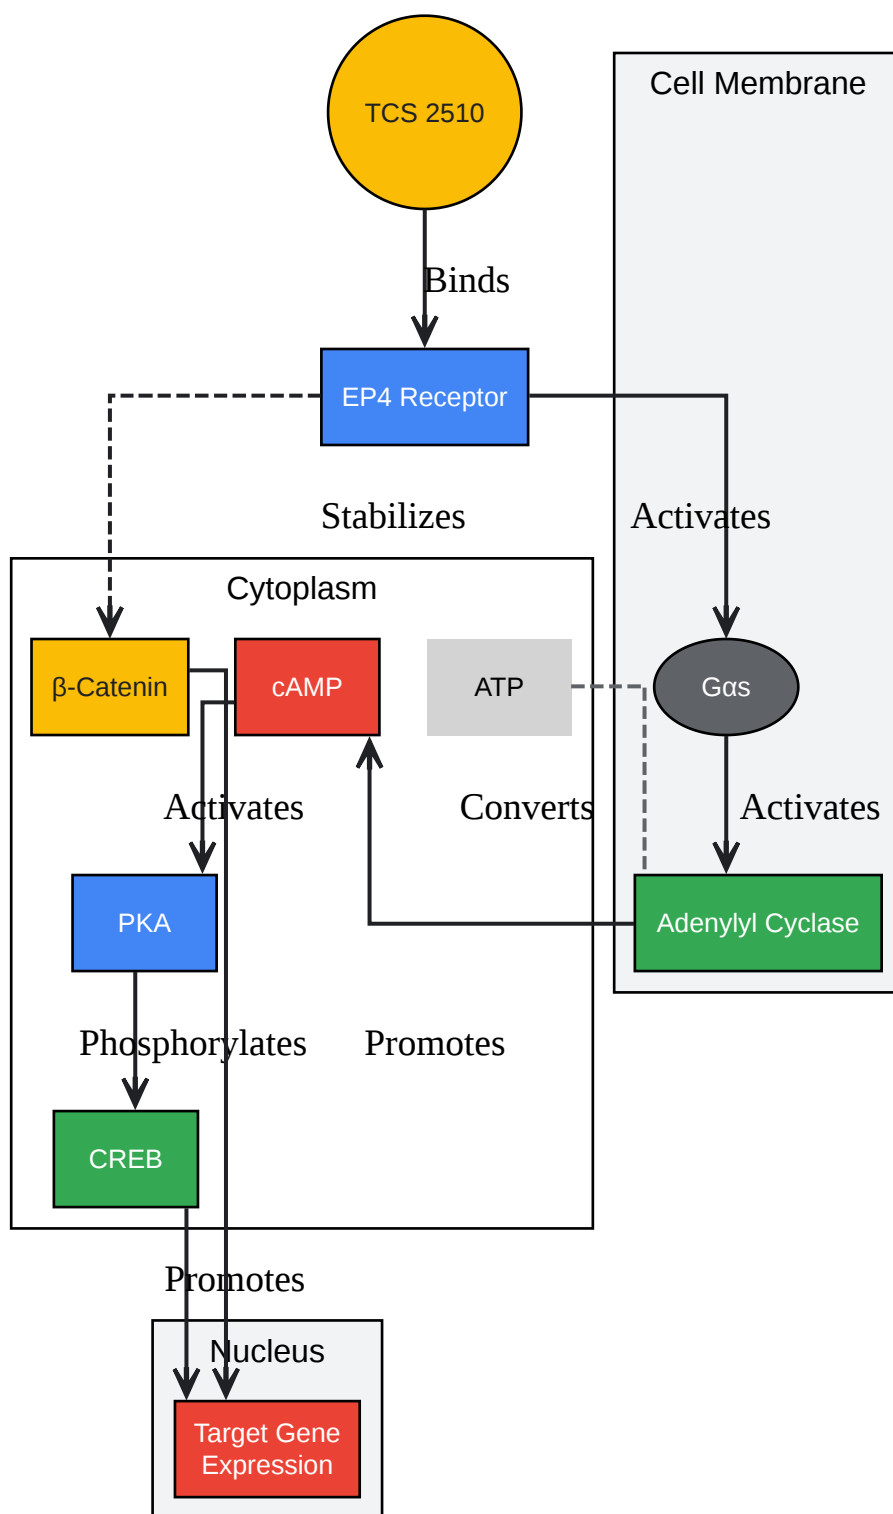 TCS 2510
Cell Membrane
Binds
EP4 Receptor
Stabilizes
Activates
Cytoplasm
β-Catenin
cAMP
ATP
Gαs
Activates
Converts
Activates
PKA
Adenylyl Cyclase
Phosphorylates
Promotes
CREB
Promotes
Nucleus
Target Gene
Expression